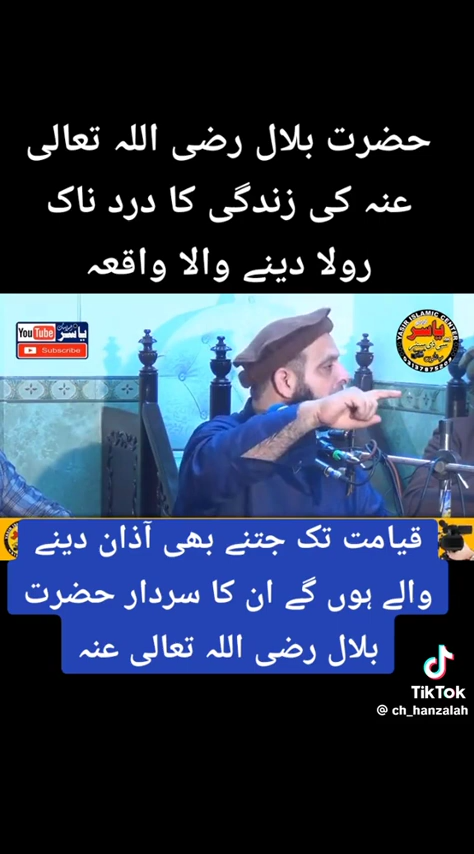 حضرت بلال رضی اللہ تعالی
عنہ کی زندگی کا درد ناک
رولا دینے والا واقعہ
YouTube
Subscribe
یاسر
YASIR ISLAMIC CENTER
یاسر
قیامت تک جتنے بھی آذان دینے
والے ہوں گے ان کا سردار حضرت
بلال رضی اللہ تعالی عنہ
TikTok
@ ch_hanzalah